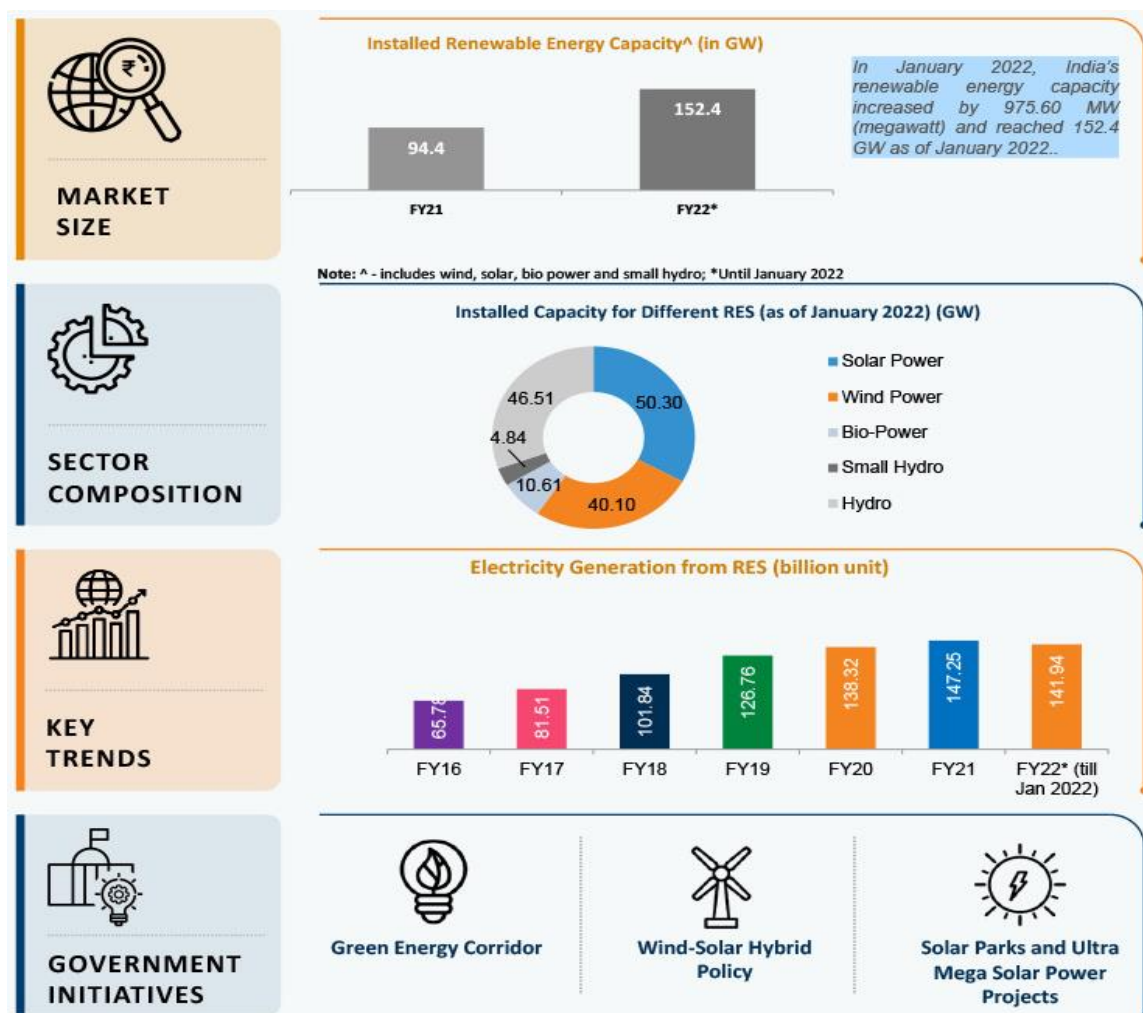 MARKET
SIZE
Installed Renewable Energy Capacity^ (in GW)
94.4
152.4
FY21
FY22*
In January 2022, India's
renewable energy capacity
increased by 975.60 MW
(megawatt) and reached 152.4
GW as of January 2022..
Note: ^ - includes wind, solar, bio power and small hydro; *Until January 2022
SECTOR
COMPOSITION
Installed Capacity for Different RES (as of January 2022) (GW)
46.51
50.30
4.84
10.61
40.10
Solar Power
Wind Power
Bio-Power
Small Hydro
Hydro
KEY
TRENDS
Electricity Generation from RES (billion unit)
65.78
81.51
101.84
126.76
138.32
147.25
141.94
FY16
FY17
FY18
FY19
FY20
FY21
FY22* (till
Jan 2022)
GOVERNMENT
INITIATIVES
Green Energy Corridor
Wind-Solar Hybrid
Policy
Solar Parks and Ultra
Mega Solar Power
Projects